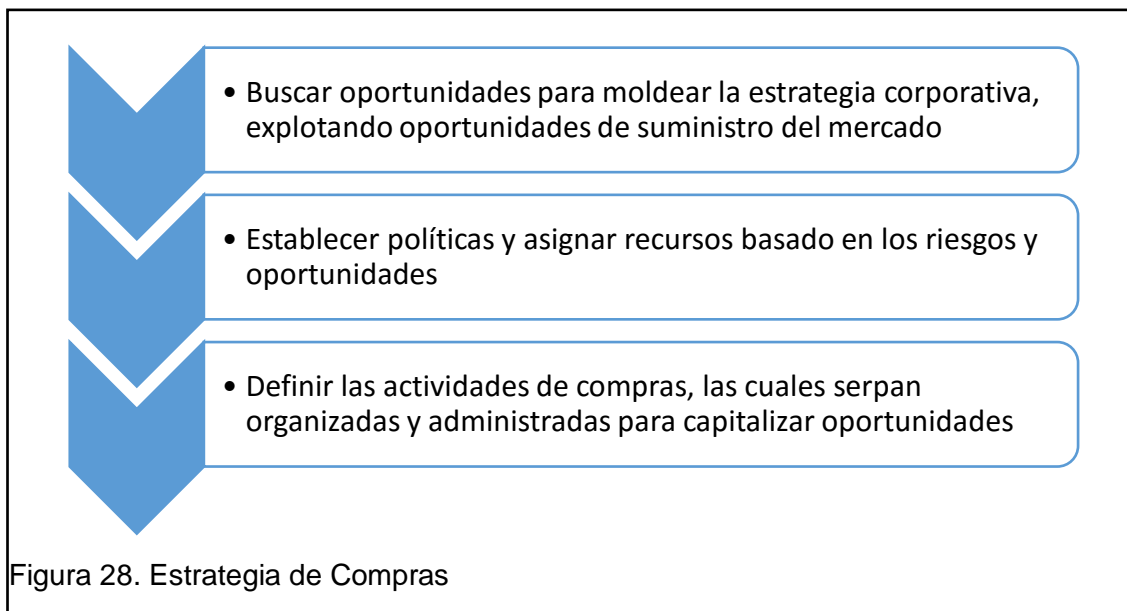 • Buscar oportunidades para moldear la estrategia corporativa,
explotando oportunidades de suministro del mercado
• Establecer políticas y asignar recursos basado en los riesgos y
oportunidades
• Definir las actividades de compras, las cuales serpan
organizadas y administradas para capitalizar oportunidades
Figura 28. Estrategia de Compras